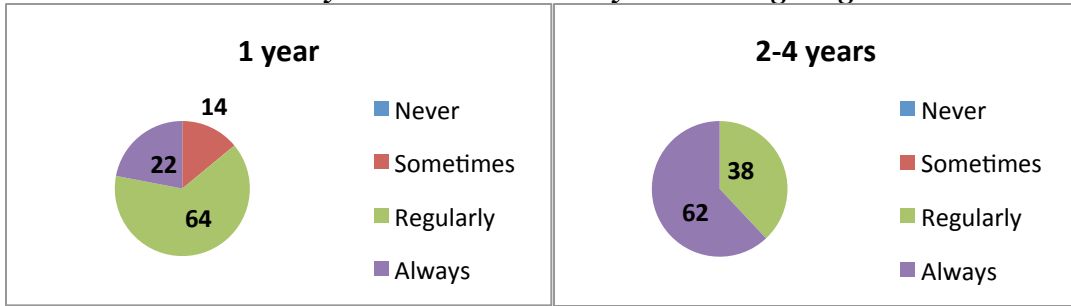 1 year
14
22
64
Never
Sometimes
Regularly
Always
2-4 years
38
62
Never
Sometimes
Regularly
Always